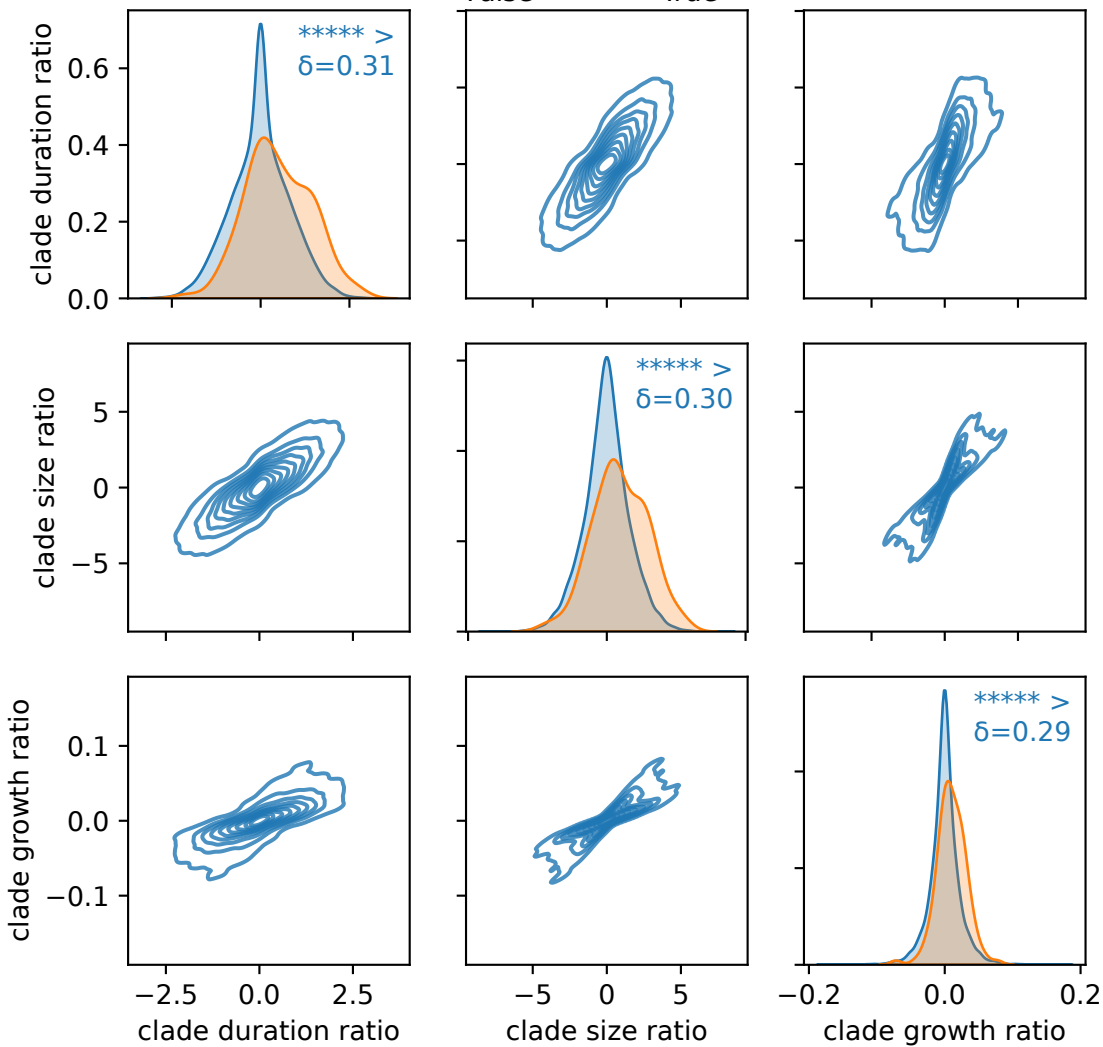 clade duration ratio
0.6
0.4
0.2
0.0
***** >
δ=0.31
clade size ratio
5
0
−5
***** >
δ=0.30
clade growth ratio
0.1
0.0
−0.1
***** >
δ=0.29
−2.5 0.0 2.5
−5 0 5
−0.2 0.0 0.2
clade duration ratio
clade size ratio
clade growth ratio